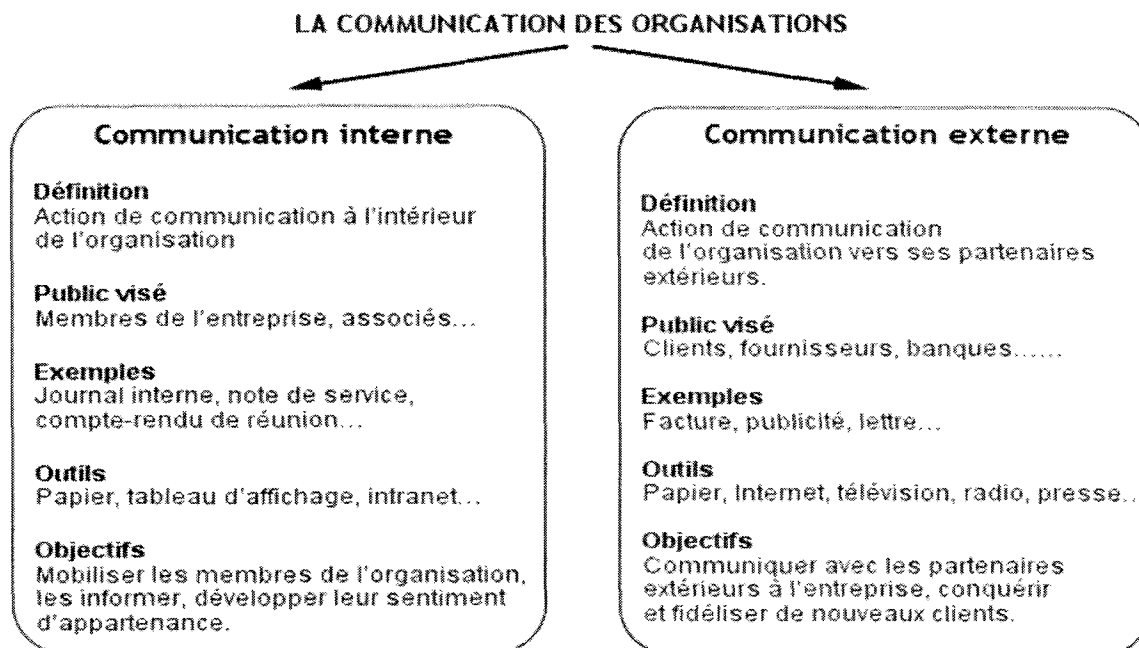 LA COMMUNICATION DES ORGANISATIONS
Communication interne
Définition
Action de communication à l'intérieur
de l'organisation
Public visé
Membres de l'entreprise, associés...
Exemples
Journal interne, note de service,
compte-rendu de réunion...
Outils
Papier, tableau d'affichage, intranet...
Objectifs
Mobiliser les membres de l'organisation,
les informer, développer leur sentiment
d'appartenance.
Communication externe
Définition
Action de communication
de l'organisation vers ses partenaires
extérieurs.
Public visé
Clients, fournisseurs, banques......
Exemples
Facture, publicité, lettre...
Outils
Papier, Internet, télévision, radio, presse..
Objectifs
Communiquer avec les partenaires
extérieurs à l'entreprise, conquérir
et fidéliser de nouveaux clients.